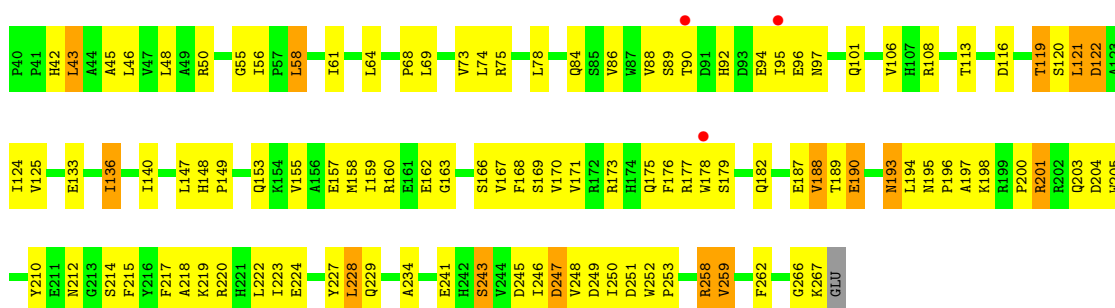 P40 P41 H42 L43 A44 A45 L46 V47 L48 A49 R50 G55 I56 P57 L58 I61 L64 P68 L69 V73 L74 R75 L78 Q84 S85 V86 W87 V88 S89 T90 D91 H92 D93 E94 I95 E96 N97 Q101 V106 H107 R108 T113 D116 T119 S120 L121 D122 A123
I124 V125 E133 I136 I140 L147 H148 P149 Q153 K154 V155 A156 E157 M158 I159 R160 E161 E162 G163 S166 V167 F168 S169 V170 V171 R172 R173 H174 Q175 F176 R177 W178 S179 Q182 E187 V188 T189 E190 N193 L194 N195 P196 A197 K198 R199 P200 R201 R202 Q203 D204 W205
Y210 E211 N212 G213 S214 F215 Y216 F217 A218 K219 R220 H221 L222 I223 E224 Y227 L228 Q229 A234 E241 H242 S243 V244 D245 I246 D247 V248 D249 I250 D251 W252 P253 R258 V259 F262 G266 K267 GLU